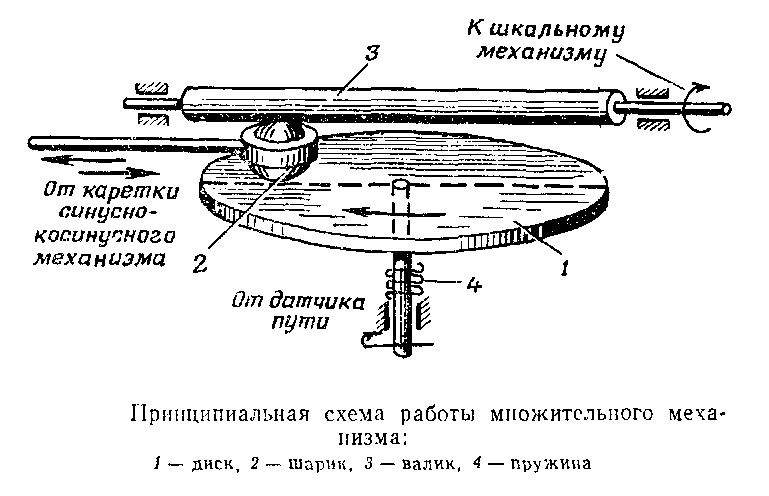 К шкальному
механизму
3
От каретки
синусно-
косинусного
механизма
2
1
4
От датчика
пути
Принципиальная схема работы множительного меха-
низма:
1 — диск, 2 — шарик, 3 — валик, 4 — пружина